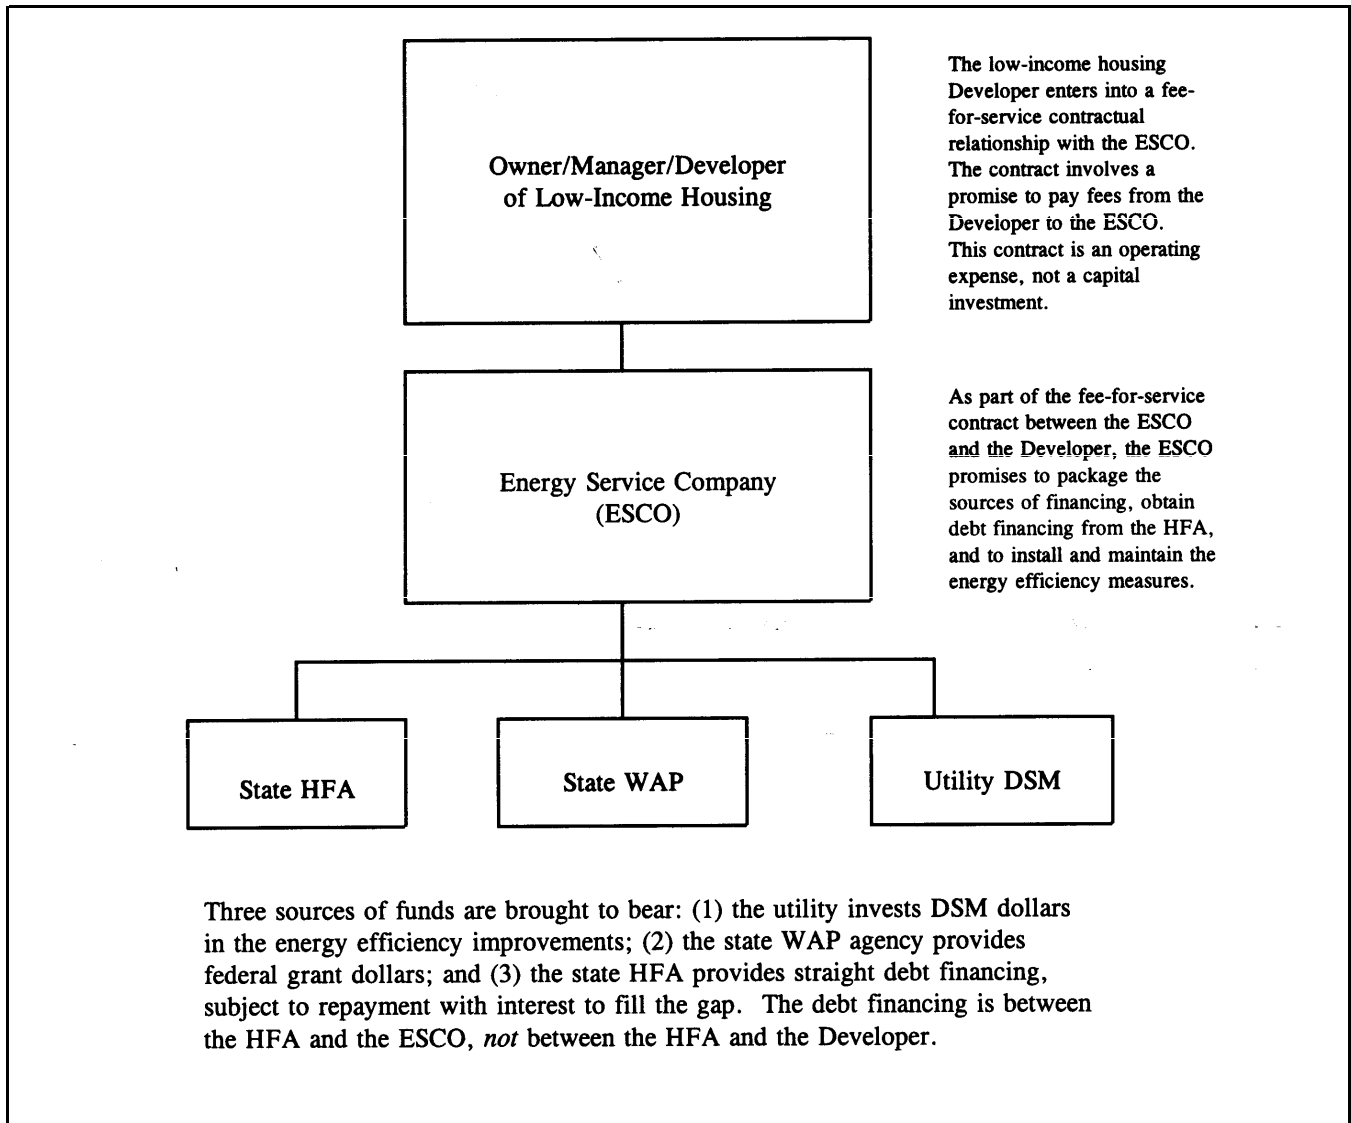 The low-income housing
Developer enters into a fee-
for-service contractual
relationship with the ESCO.
The contract involves a
promise to pay fees from the
Developer to the ESCO.
This contract is an operating
expense, not a capital
investment.
Owner/Manager/Developer
of Low-Income Housing
As part of the fee-for-service
contract between the ESCO
and the Developer, the ESCO
promises to package the
sources of financing, obtain
debt financing from the HFA,
and to install and maintain the
energy efficiency measures.
Energy Service Company
(ESCO)
State HFA
State WAP
Utility DSM
Three sources of funds are brought to bear: (1) the utility invests DSM dollars
in the energy efficiency improvements; (2) the state WAP agency provides
federal grant dollars; and (3) the state HFA provides straight debt financing,
subject to repayment with interest to fill the gap. The debt financing is between
the HFA and the ESCO, not between the HFA and the Developer.